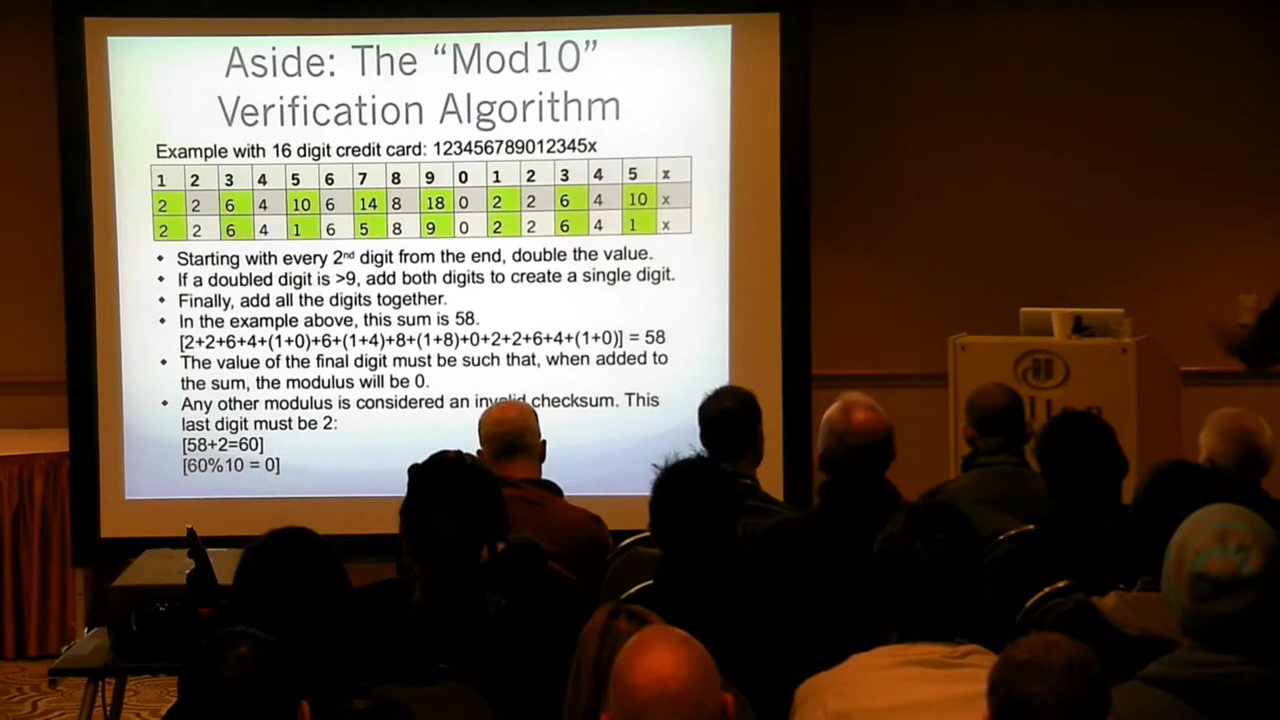 Aside: The “Mod10”
Verification Algorithm
Example with 16 digit credit card: 123456789012345x
1 2 3 4 5 6 7 8 9 0 1 2 3 4 5 x
2 2 6 4 10 6 14 8 18 0 2 2 6 4 10 x
2 2 6 4 1 6 5 8 9 0 2 2 6 4 1 x
• Starting with every 2nd digit from the end, double the value.
• If a doubled digit is >9, add both digits to create a single digit.
• Finally, add all the digits together.
• In the example above, this sum is 58.
[2+2+6+4+(1+0)+6+(1+4)+8+(1+8)+0+2+2+6+4+(1+0)] = 58
• The value of the final digit must be such that, when added to
the sum, the modulus will be 0.
• Any other modulus is considered an invalid checksum. This
last digit must be 2:
[58+2=60]
[60%10 = 0]